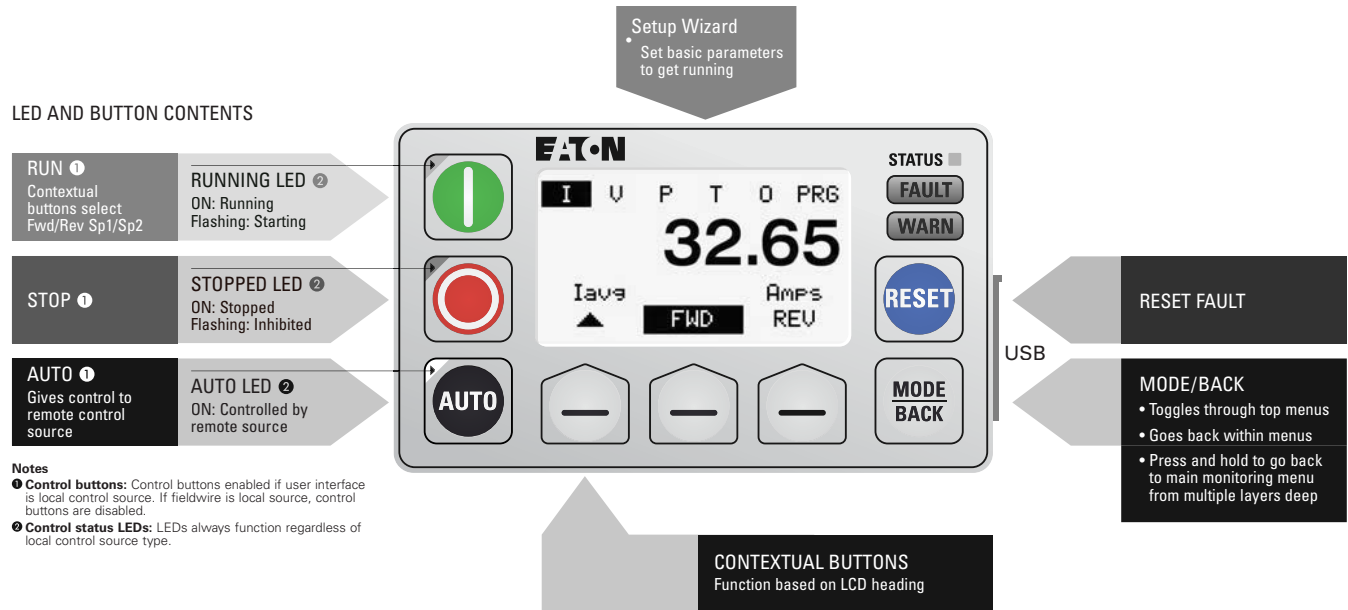 Setup Wizard
• Set basic parameters
to get running
LED AND BUTTON CONTENTS
RUN ❶
Contextual
buttons select
Fwd/Rev Sp1/Sp2
RUNNING LED ❷
ON: Running
Flashing: Starting
STOP ❶
STOPPED LED ❷
ON: Stopped
Flashing: Inhibited
AUTO ❶
Gives control to
remote control
source
AUTO LED ❷
ON: Controlled by
remote source
Notes
❶ Control buttons: Control buttons enabled if user interface
is local control source. If fieldwire is local source, control
buttons are disabled.
❷ Control status LEDs: LEDs always function regardless of
local control source type.
EATON
I V P T O PRG
32.65
Iavg Amps
▲ FWD REV
AUTO
STATUS
FAULT
WARN
RESET
MODE
BACK
USB
RESET FAULT
MODE/BACK
• Toggles through top menus
• Goes back within menus
• Press and hold to go back
to main monitoring menu
from multiple layers deep
CONTEXTUAL BUTTONS
Function based on LCD heading